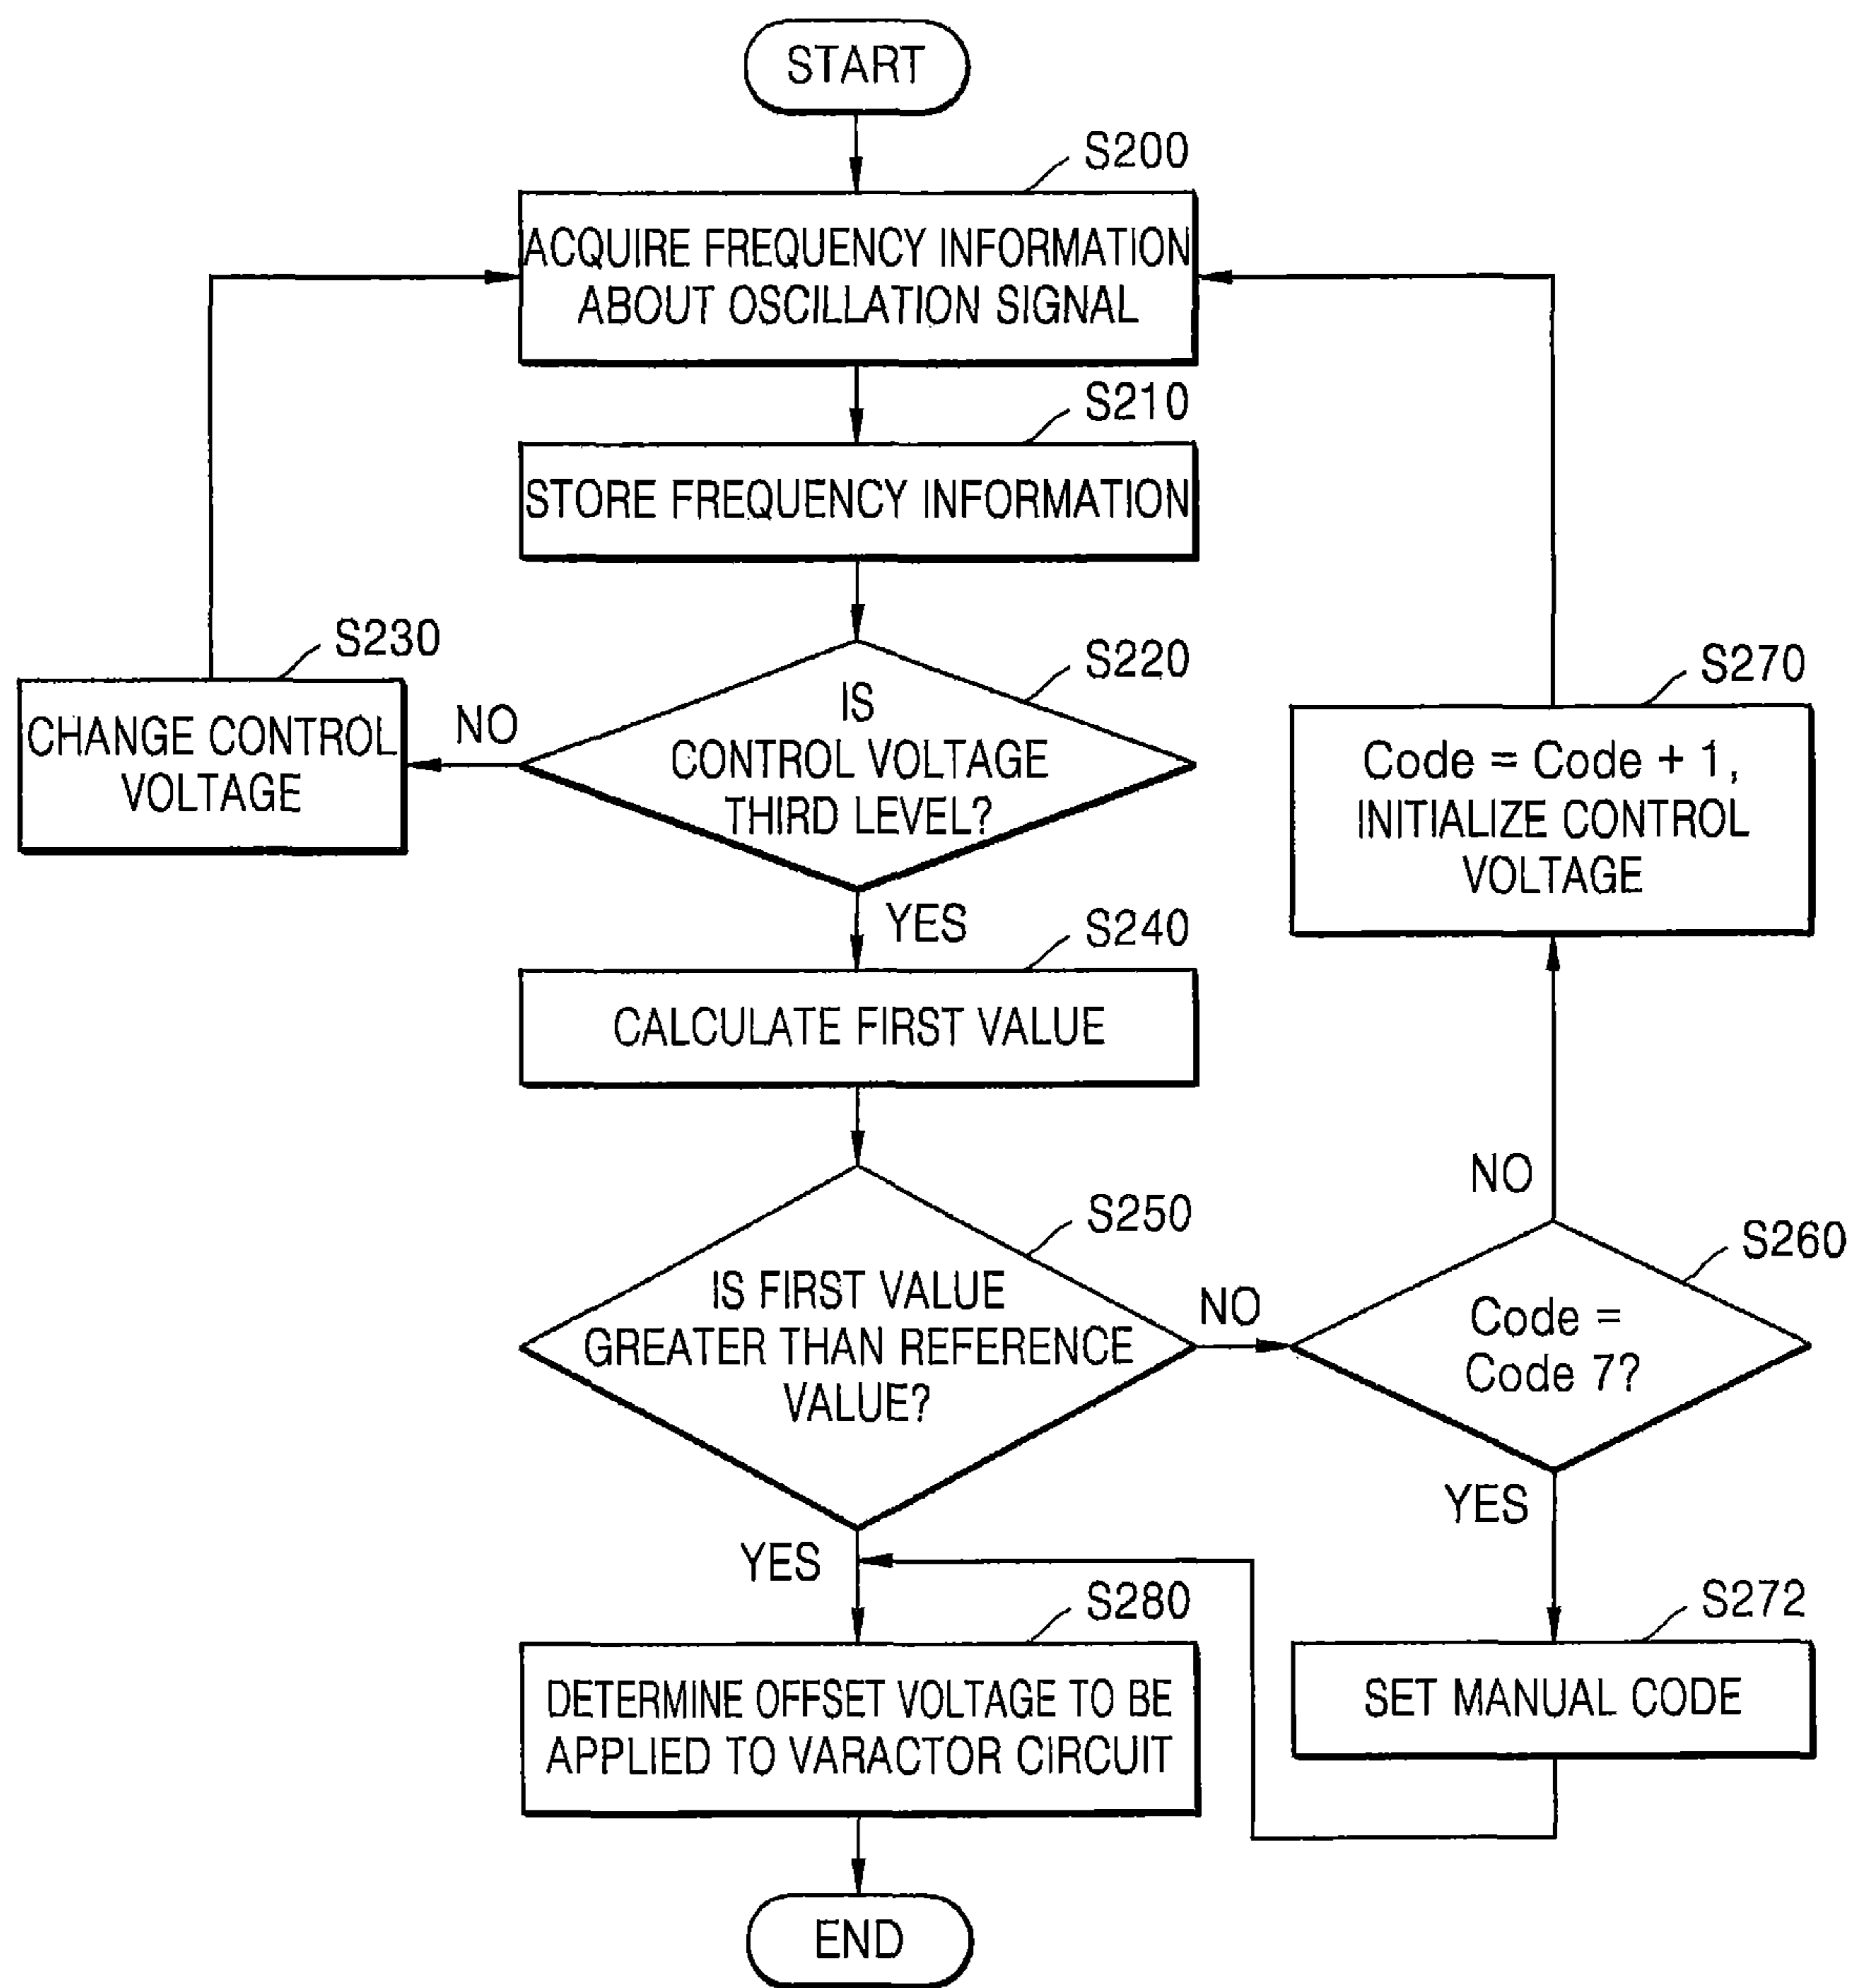 START
S200
ACQUIRE FREQUENCY INFORMATION
ABOUT OSCILLATION SIGNAL
S210
STORE FREQUENCY INFORMATION
S230
CHANGE CONTROL
VOLTAGE
NO
S220
IS
CONTROL VOLTAGE
THIRD LEVEL?
YES
S270
Code = Code + 1,
INITIALIZE CONTROL
VOLTAGE
S240
CALCULATE FIRST VALUE
S250
IS FIRST VALUE
GREATER THAN REFERENCE
VALUE?
NO
NO
S260
Code =
Code 7?
YES
YES
S280
DETERMINE OFFSET VOLTAGE TO BE
APPLIED TO VARACTOR CIRCUIT
S272
SET MANUAL CODE
END